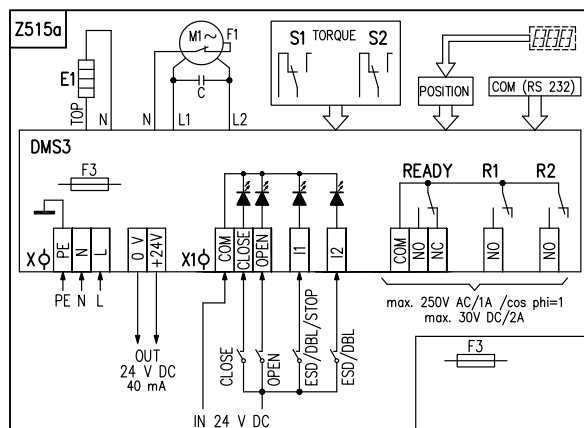 Z515a
M1~
F1
C
E1
TOP
N
N
L1
L2
S1 TORQUE S2
POSITION
COM (RS 232)
DMS3
F3
READY R1 R2
X
PE
N
L
0 V
+24V
X1
COM
CLOSE
OPEN
I1
I2
COM
NO
NC
NO
NO
PE N L
OUT
24 V DC
40 mA
CLOSE
OPEN
ESD/DBL/STOP
ESD/DBL
IN 24 V DC
max. 250V AC/1A /cos phi=1
max. 30V DC/2A
F3